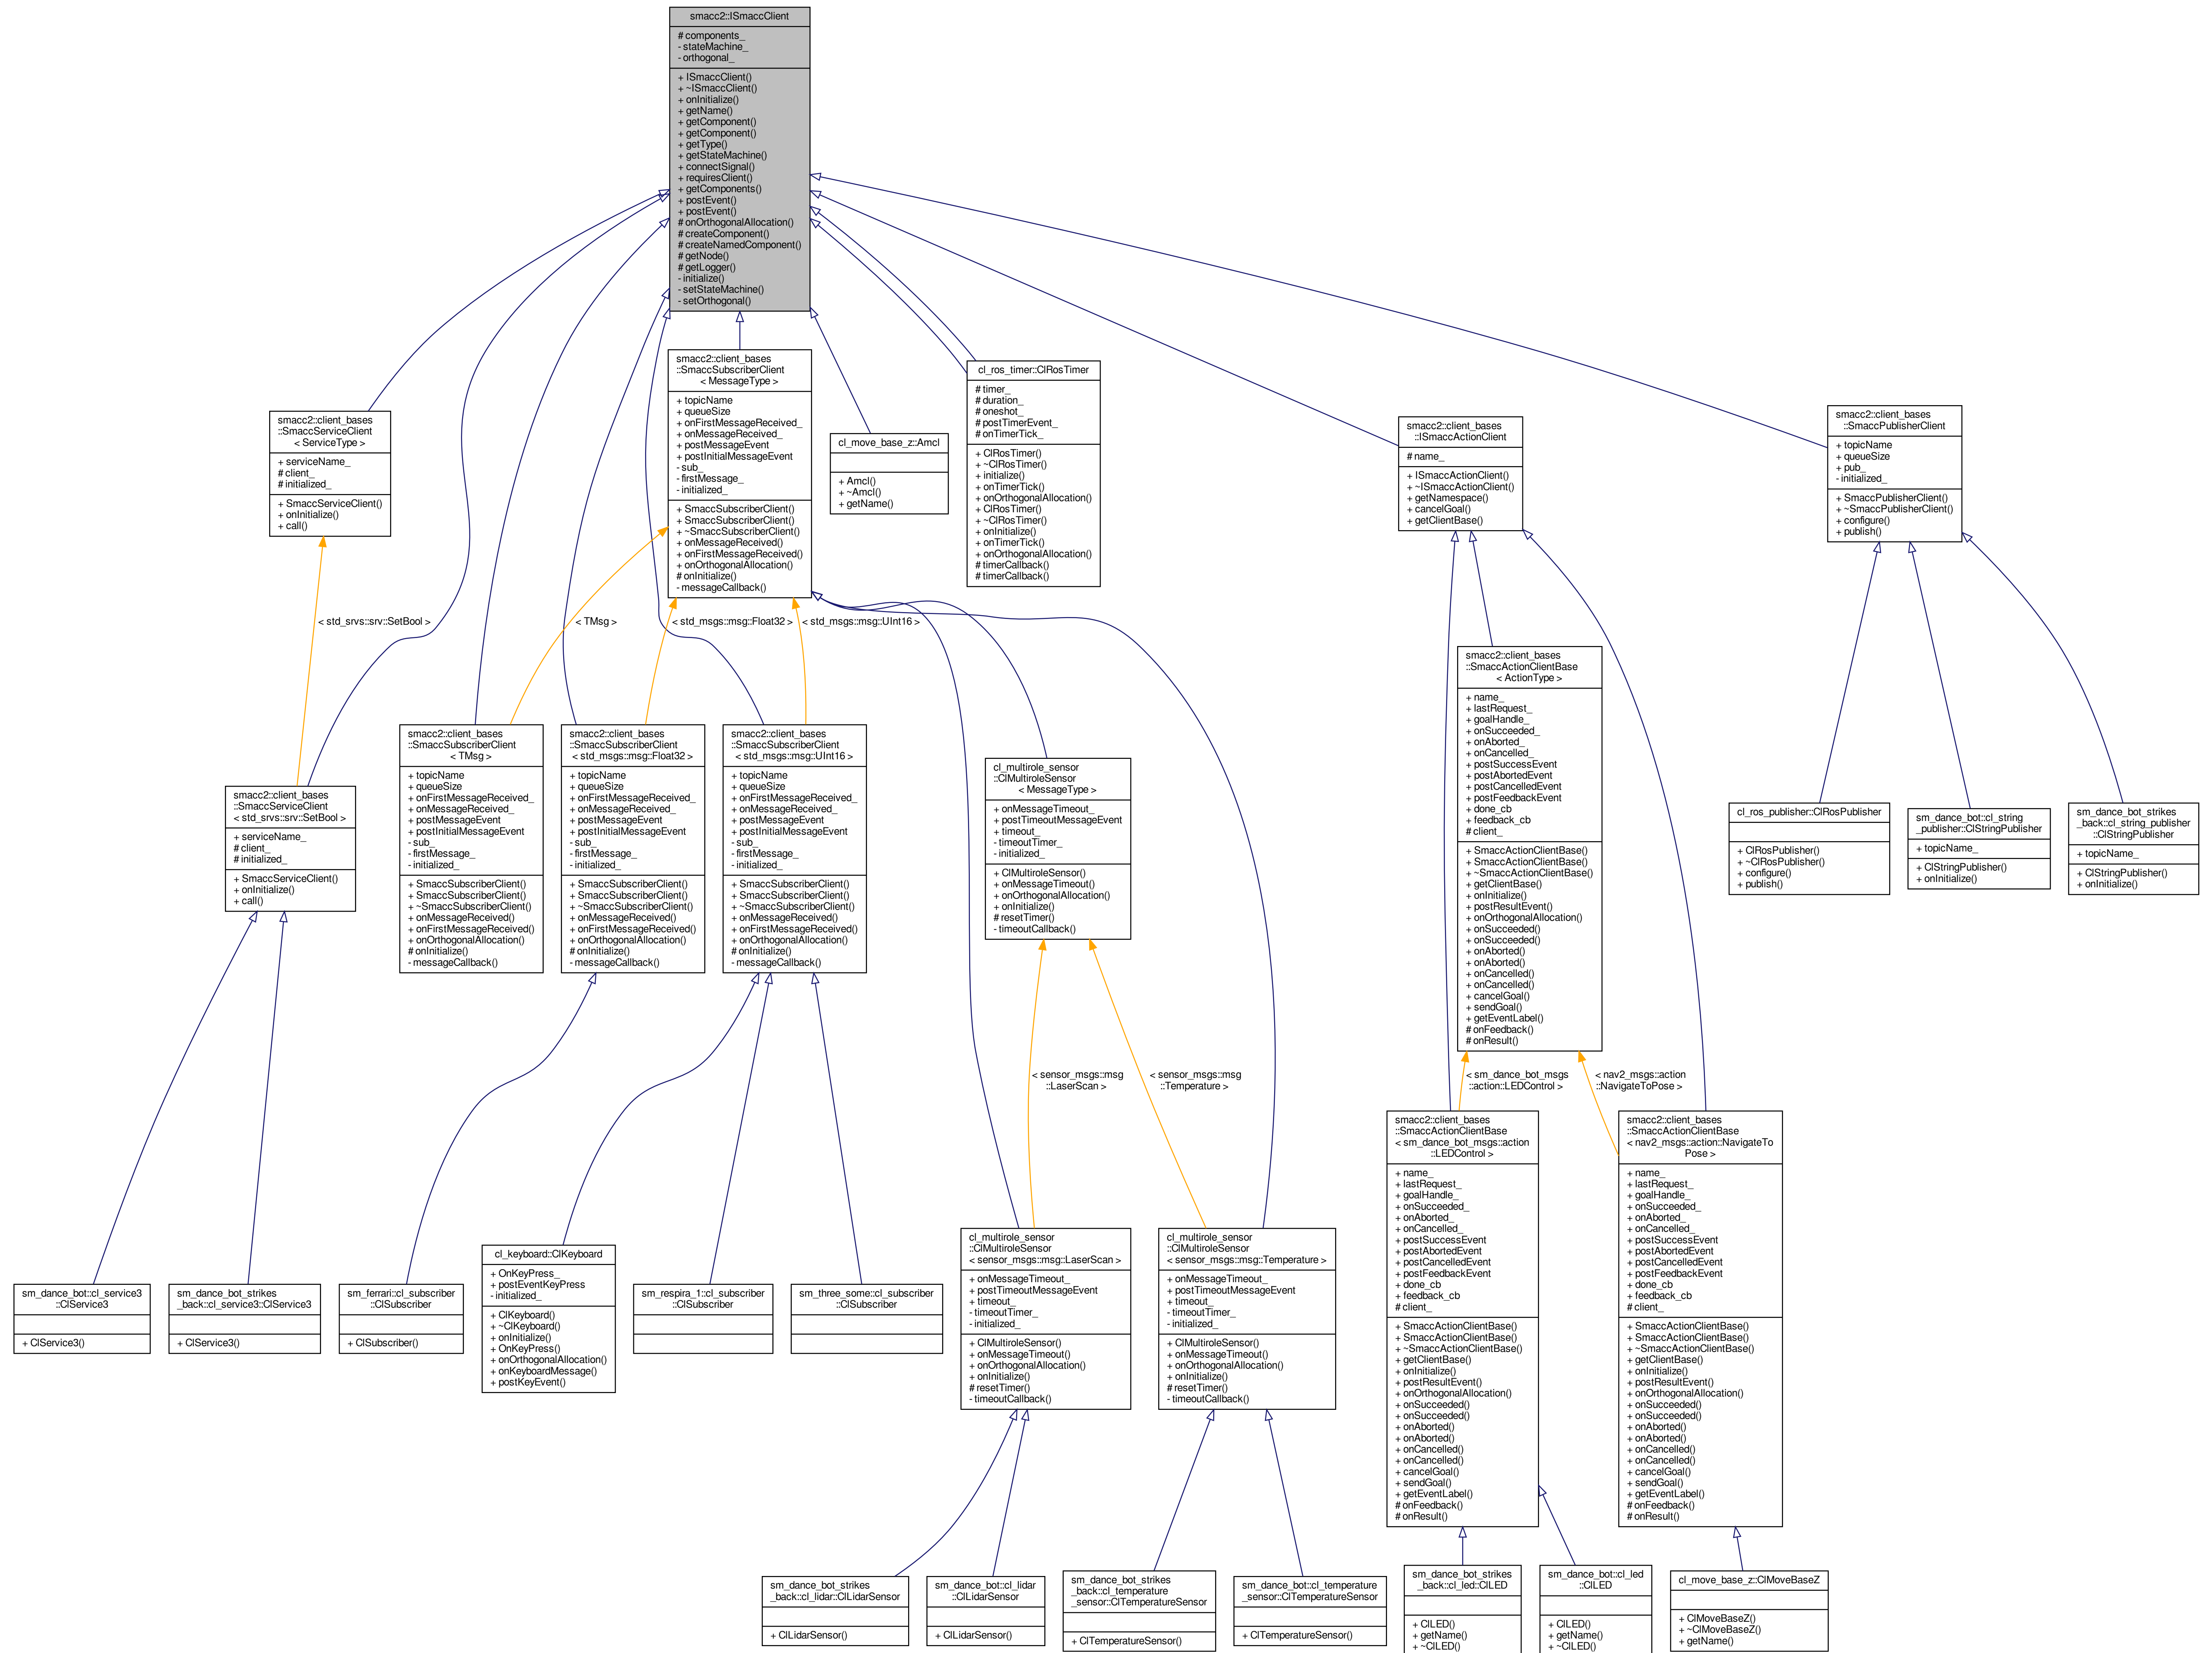 smacc2::ISmaccClient
# components_
- stateMachine_
- orthogonal_
+ ISmaccClient()
+ ~ISmaccClient()
+ onInitialize()
+ getName()
+ getComponent()
+ getComponent()
+ getType()
+ getStateMachine()
+ connectSignal()
+ requiresClient()
+ getComponents()
+ postEvent()
+ postEvent()
# onOrthogonalAllocation()
# createComponent()
# createNamedComponent()
# getNode()
# getLogger()
- initialize()
- setStateMachine()
- setOrthogonal()
smacc2::client_bases
::SmaccServiceClient
< ServiceType >
+ serviceName_
# client_
# initialized_
+ SmaccServiceClient()
+ onInitialize()
+ call()
smacc2::client_bases
::SmaccSubscriberClient
< MessageType >
+ topicName
+ queueSize
+ onFirstMessageReceived_
+ onMessageReceived_
+ postMessageEvent
+ postInitialMessageEvent
- sub_
- firstMessage_
- initialized_
+ SmaccSubscriberClient()
+ SmaccSubscriberClient()
+ ~SmaccSubscriberClient()
+ onMessageReceived()
+ onFirstMessageReceived()
+ onOrthogonalAllocation()
# onInitialize()
- messageCallback()
cl_move_base_z::Amcl
+ Amcl()
+ ~Amcl()
+ getName()
cl_ros_timer::ClRosTimer
# timer_
# duration_
# oneshot_
# postTimerEvent_
# onTimerTick_
+ ClRosTimer()
+ ~ClRosTimer()
+ initialize()
+ onTimerTick()
+ onOrthogonalAllocation()
+ ClRosTimer()
+ ~ClRosTimer()
+ onInitialize()
+ onTimerTick()
+ onOrthogonalAllocation()
# timerCallback()
# timerCallback()
smacc2::client_bases
::ISmaccActionClient
# name_
+ ISmaccActionClient()
+ ~ISmaccActionClient()
+ getNamespace()
+ cancelGoal()
+ getClientBase()
smacc2::client_bases
::SmaccPublisherClient
+ topicName
+ queueSize
+ pub_
- initialized_
+ SmaccPublisherClient()
+ ~SmaccPublisherClient()
+ configure()
+ publish()
< std_srvs::srv::SetBool >
< TMsg >
< std_msgs::msg::Float32 >
< std_msgs::msg::UInt16 >
smacc2::client_bases
::SmaccServiceClient
< std_srvs::srv::SetBool >
+ serviceName_
# client_
# initialized_
+ SmaccServiceClient()
+ onInitialize()
+ call()
smacc2::client_bases
::SmaccSubscriberClient
< TMsg >
+ topicName
+ queueSize
+ onFirstMessageReceived_
+ onMessageReceived_
+ postMessageEvent
+ postInitialMessageEvent
- sub_
- firstMessage_
- initialized_
+ SmaccSubscriberClient()
+ SmaccSubscriberClient()
+ ~SmaccSubscriberClient()
+ onMessageReceived()
+ onFirstMessageReceived()
+ onOrthogonalAllocation()
# onInitialize()
- messageCallback()
smacc2::client_bases
::SmaccSubscriberClient
< std_msgs::msg::Float32 >
+ topicName
+ queueSize
+ onFirstMessageReceived_
+ onMessageReceived_
+ postMessageEvent
+ postInitialMessageEvent
- sub_
- firstMessage_
- initialized_
+ SmaccSubscriberClient()
+ SmaccSubscriberClient()
+ ~SmaccSubscriberClient()
+ onMessageReceived()
+ onFirstMessageReceived()
+ onOrthogonalAllocation()
# onInitialize()
- messageCallback()
smacc2::client_bases
::SmaccSubscriberClient
< std_msgs::msg::UInt16 >
+ topicName
+ queueSize
+ onFirstMessageReceived_
+ onMessageReceived_
+ postMessageEvent
+ postInitialMessageEvent
- sub_
- firstMessage_
- initialized_
+ SmaccSubscriberClient()
+ SmaccSubscriberClient()
+ ~SmaccSubscriberClient()
+ onMessageReceived()
+ onFirstMessageReceived()
+ onOrthogonalAllocation()
# onInitialize()
- messageCallback()
cl_multirole_sensor
::ClMultiroleSensor
< MessageType >
+ onMessageTimeout_
+ postTimeoutMessageEvent
+ timeout_
- timeoutTimer_
- initialized_
+ ClMultiroleSensor()
+ onMessageTimeout()
+ onOrthogonalAllocation()
+ onInitialize()
# resetTimer()
- timeoutCallback()
smacc2::client_bases
::SmaccActionClientBase
< ActionType >
+ name_
+ lastRequest_
+ goalHandle_
+ onSucceeded_
+ onAborted_
+ onCancelled_
+ postSuccessEvent
+ postAbortedEvent
+ postCancelledEvent
+ postFeedbackEvent
+ done_cb
+ feedback_cb
# client_
+ SmaccActionClientBase()
+ SmaccActionClientBase()
+ ~SmaccActionClientBase()
+ getClientBase()
+ onInitialize()
+ postResultEvent()
+ onOrthogonalAllocation()
+ onSucceeded()
+ onSucceeded()
+ onAborted()
+ onAborted()
+ onCancelled()
+ onCancelled()
+ cancelGoal()
+ sendGoal()
+ getEventLabel()
# onFeedback()
# onResult()
cl_ros_publisher::ClRosPublisher
+ ClRosPublisher()
+ ~ClRosPublisher()
+ configure()
+ publish()
sm_dance_bot::cl_string
_publisher::ClStringPublisher
+ topicName_
+ ClStringPublisher()
+ onInitialize()
sm_dance_bot_strikes
_back::cl_string_publisher
::ClStringPublisher
+ topicName_
+ ClStringPublisher()
+ onInitialize()
< sensor_msgs::msg
::LaserScan >
< sensor_msgs::msg
::Temperature >
< sm_dance_bot_msgs
::action::LEDControl >
< nav2_msgs::action
::NavigateToPose >
sm_dance_bot::cl_service3
::ClService3
+ ClService3()
sm_dance_bot_strikes
_back::cl_service3::ClService3
+ ClService3()
sm_ferrari::cl_subscriber
::ClSubscriber
+ ClSubscriber()
cl_keyboard::ClKeyboard
+ OnKeyPress_
+ postEventKeyPress
- initialized_
+ ClKeyboard()
+ ~ClKeyboard()
+ onInitialize()
+ OnKeyPress()
+ onOrthogonalAllocation()
+ onKeyboardMessage()
+ postKeyEvent()
sm_respira_1::cl_subscriber
::ClSubscriber
sm_three_some::cl_subscriber
::ClSubscriber
cl_multirole_sensor
::ClMultiroleSensor
< sensor_msgs::msg::LaserScan >
+ onMessageTimeout_
+ postTimeoutMessageEvent
+ timeout_
- timeoutTimer_
- initialized_
+ ClMultiroleSensor()
+ onMessageTimeout()
+ onOrthogonalAllocation()
+ onInitialize()
# resetTimer()
- timeoutCallback()
cl_multirole_sensor
::ClMultiroleSensor
< sensor_msgs::msg::Temperature >
+ onMessageTimeout_
+ postTimeoutMessageEvent
+ timeout_
- timeoutTimer_
- initialized_
+ ClMultiroleSensor()
+ onMessageTimeout()
+ onOrthogonalAllocation()
+ onInitialize()
# resetTimer()
- timeoutCallback()
smacc2::client_bases
::SmaccActionClientBase
< sm_dance_bot_msgs::action
::LEDControl >
+ name_
+ lastRequest_
+ goalHandle_
+ onSucceeded_
+ onAborted_
+ onCancelled_
+ postSuccessEvent
+ postAbortedEvent
+ postCancelledEvent
+ postFeedbackEvent
+ done_cb
+ feedback_cb
# client_
+ SmaccActionClientBase()
+ SmaccActionClientBase()
+ ~SmaccActionClientBase()
+ getClientBase()
+ onInitialize()
+ postResultEvent()
+ onOrthogonalAllocation()
+ onSucceeded()
+ onSucceeded()
+ onAborted()
+ onAborted()
+ onCancelled()
+ onCancelled()
+ cancelGoal()
+ sendGoal()
+ getEventLabel()
# onFeedback()
# onResult()
smacc2::client_bases
::SmaccActionClientBase
< nav2_msgs::action::NavigateTo
Pose >
+ name_
+ lastRequest_
+ goalHandle_
+ onSucceeded_
+ onAborted_
+ onCancelled_
+ postSuccessEvent
+ postAbortedEvent
+ postCancelledEvent
+ postFeedbackEvent
+ done_cb
+ feedback_cb
# client_
+ SmaccActionClientBase()
+ SmaccActionClientBase()
+ ~SmaccActionClientBase()
+ getClientBase()
+ onInitialize()
+ postResultEvent()
+ onOrthogonalAllocation()
+ onSucceeded()
+ onSucceeded()
+ onAborted()
+ onAborted()
+ onCancelled()
+ onCancelled()
+ cancelGoal()
+ sendGoal()
+ getEventLabel()
# onFeedback()
# onResult()
sm_dance_bot_strikes
_back::cl_lidar::ClLidarSensor
+ ClLidarSensor()
sm_dance_bot::cl_lidar
::ClLidarSensor
+ ClLidarSensor()
sm_dance_bot_strikes
_back::cl_temperature
_sensor::ClTemperatureSensor
+ ClTemperatureSensor()
sm_dance_bot::cl_temperature
_sensor::ClTemperatureSensor
+ ClTemperatureSensor()
sm_dance_bot_strikes
_back::cl_led::ClLED
+ ClLED()
+ getName()
+ ~ClLED()
sm_dance_bot::cl_led
::ClLED
+ ClLED()
+ getName()
+ ~ClLED()
cl_move_base_z::ClMoveBaseZ
+ ClMoveBaseZ()
+ ~ClMoveBaseZ()
+ getName()